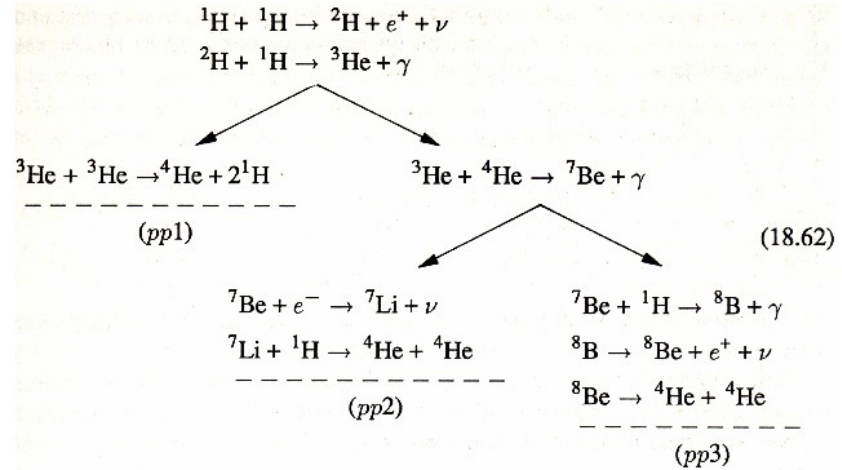 ¹H + ¹H → ²H + e⁺ + ν
²H + ¹H → ³He + γ
³He + ³He → ⁴He + 2¹H
(pp1)
³He + ⁴He → ⁷Be + γ
(18.62)
⁷Be + e⁻ → ⁷Li + ν
⁷Li + ¹H → ⁴He + ⁴He
(pp2)
⁷Be + ¹H → ⁸B + γ
⁸B → ⁸Be + e⁺ + ν
⁸Be → ⁴He + ⁴He
(pp3)